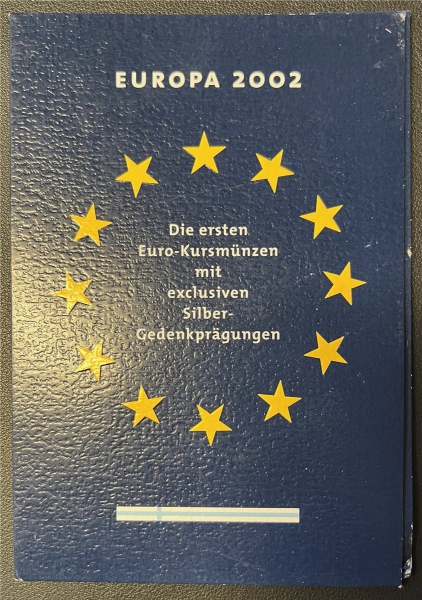 EUROPA 2002
Die ersten
Euro-Kursmünzen
mit
exclusiven
Silber-
Gedenkprägungen